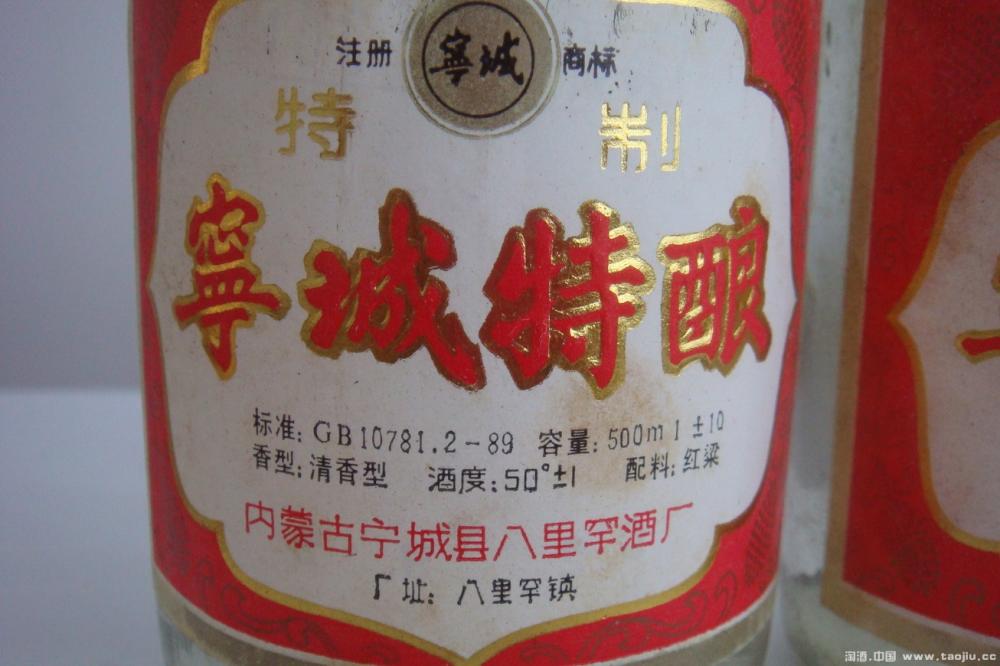 注册 寧城 商标
特 制
寧城特酿
标准: GB10781.2-89 容量: 500ml±10
香型: 清香型 酒度: 50°±1 配料: 红粱
内蒙古宁城县八里罕酒厂
厂址: 八里罕镇
淘酒.中国 www.taojiu.cc